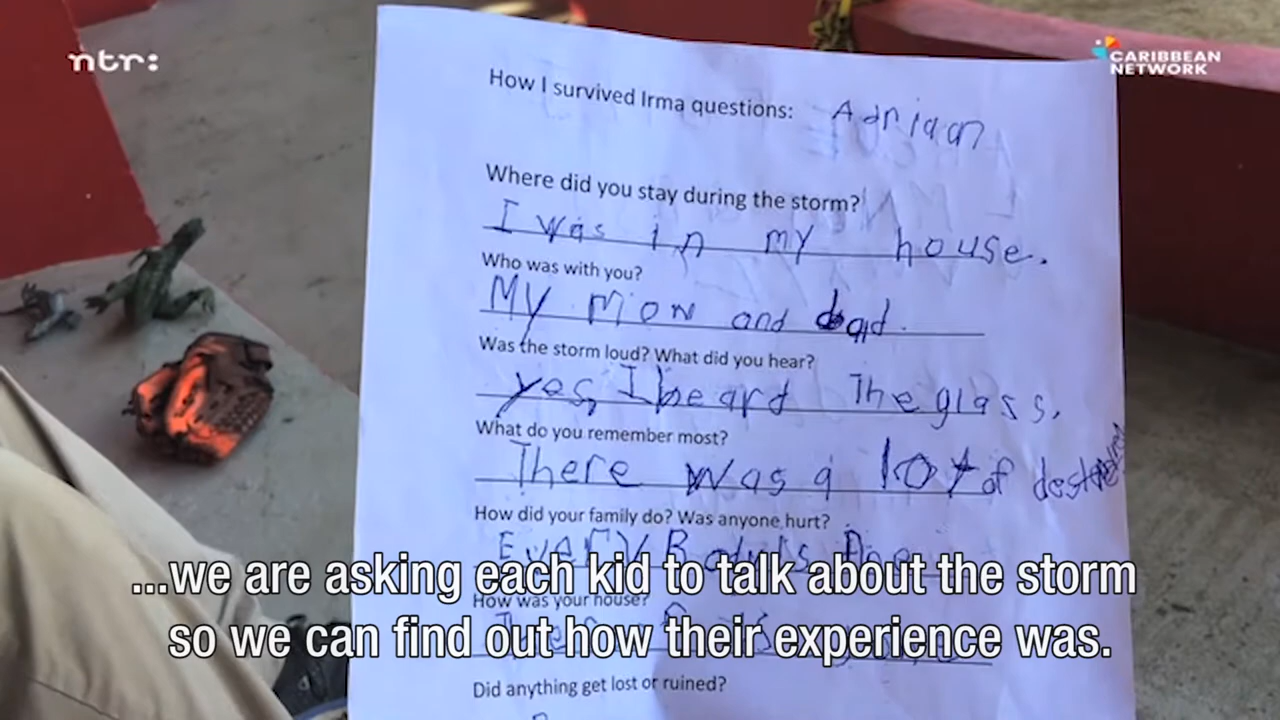 ntr:
CARIBBEAN
NETWORK
How I survived Irma questions: Adriaan
Where did you stay during the storm?
I was in my house.
Who was with you?
My Mom and dad.
Was the storm loud? What did you hear?
yes, I heard The glass.
What do you remember most?
There was a lot of
How did your family do? Was anyone hurt?
EverY Body is
...we are asking each kid to talk about the storm
How was your house?
so we can find out how their experience was.
Did anything get lost or ruined?